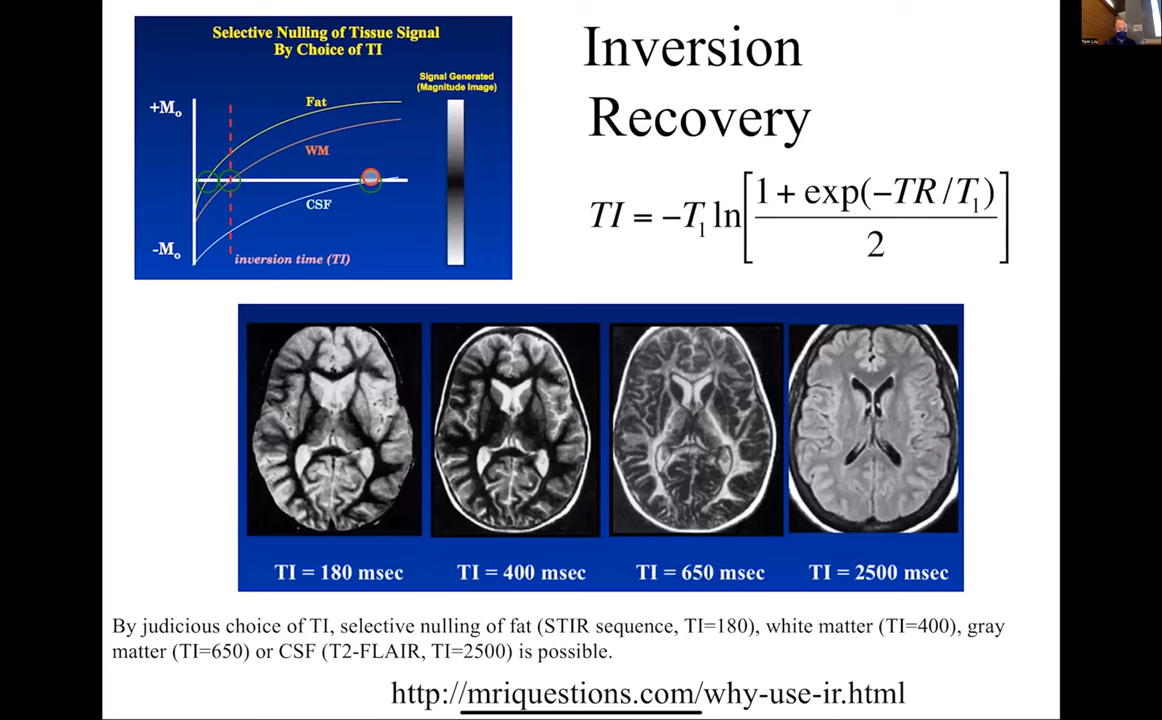 Selective Nulling of Tissue Signal
By Choice of TI
Signal Generated
(Magnitude Image)
+Mo
Fat
WM
CSF
-Mo
inversion time (TI)
Inversion
Recovery
TI = -T1 ln[(1 + exp(-TR/T1))/2]
TI = 180 msec
TI = 400 msec
TI = 650 msec
TI = 2500 msec
By judicious choice of TI, selective nulling of fat (STIR sequence, TI=180), white matter (TI=400), gray
matter (TI=650) or CSF (T2-FLAIR, TI=2500) is possible.
http://mriquestions.com/why-use-ir.html
Tom Liu